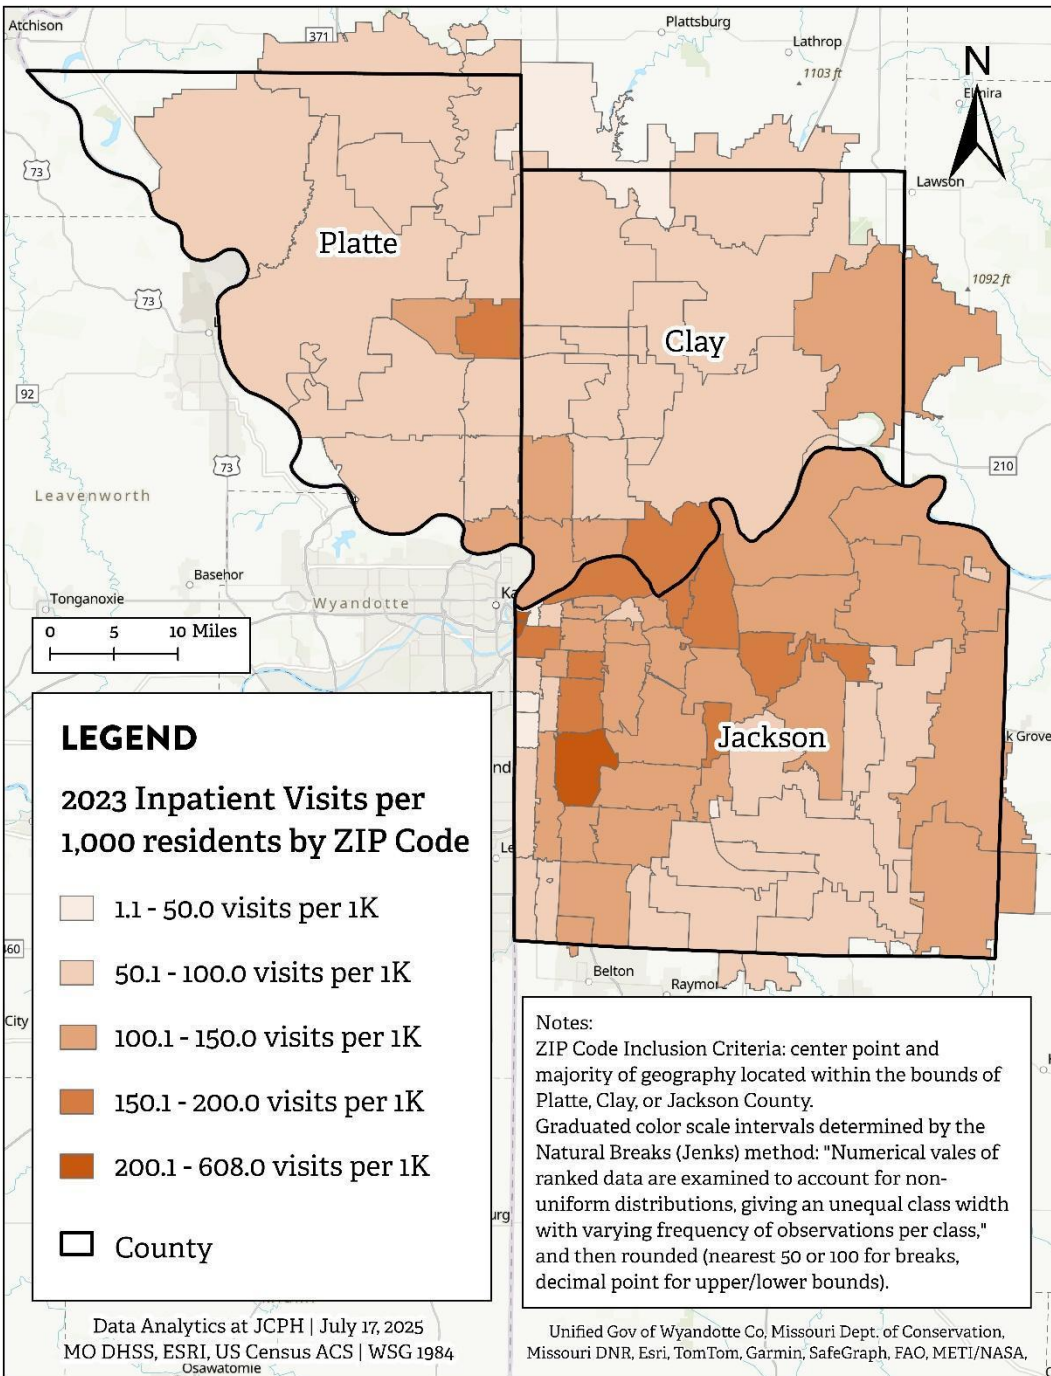 Atchison
371
Plattsburg
Lathrop
1103 ft
N
Elmira
73
Lawson
Platte
1092 ft
73
L
Clay
92
73
210
Leavenworth
Basehor
Tonganoxie
Wyandotte
Ka
0 5 10 Miles
Jackson
k Grove
nd
LEGEND
2023 Inpatient Visits per
1,000 residents by ZIP Code
Le
1.1 - 50.0 visits per 1K
50.1 - 100.0 visits per 1K
100.1 - 150.0 visits per 1K
150.1 - 200.0 visits per 1K
200.1 - 608.0 visits per 1K
County
460
City
Belton
Raymor
urg
Notes:
ZIP Code Inclusion Criteria: center point and
majority of geography located within the bounds of
Platte, Clay, or Jackson County.
Graduated color scale intervals determined by the
Natural Breaks (Jenks) method: "Numerical vales of
ranked data are examined to account for non-
uniform distributions, giving an unequal class width
with varying frequency of observations per class,"
and then rounded (nearest 50 or 100 for breaks,
decimal point for upper/lower bounds).
Data Analytics at JCPH | July 17, 2025
MO DHSS, ESRI, US Census ACS | WSG 1984
Osawatomie
Unified Gov of Wyandotte Co, Missouri Dept. of Conservation,
Missouri DNR, Esri, TomTom, Garmin, SafeGraph, FAO, METI/NASA,